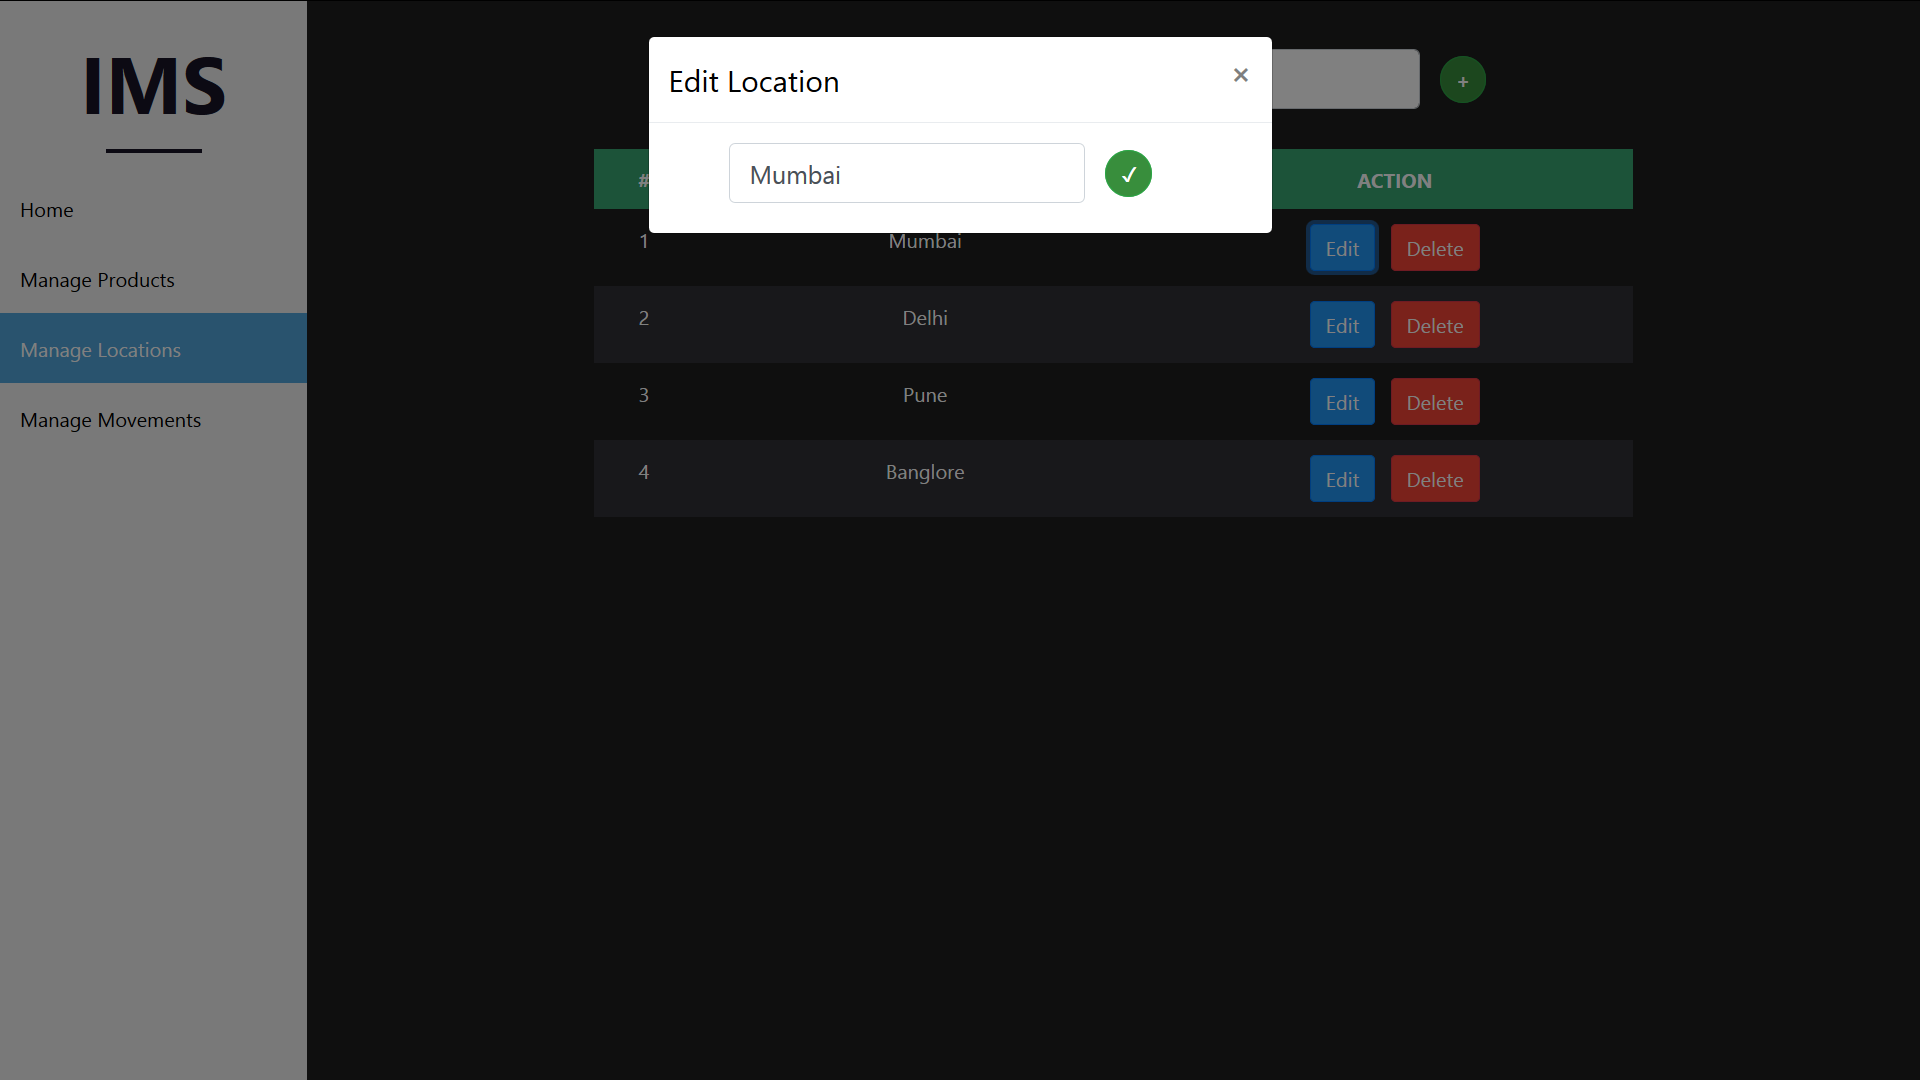 IMS
Home
Manage Products
Manage Locations
Manage Movements
Edit Location
×
Mumbai
✓
+
# ACTION
1 Mumbai Edit Delete
2 Delhi Edit Delete
3 Pune Edit Delete
4 Banglore Edit Delete